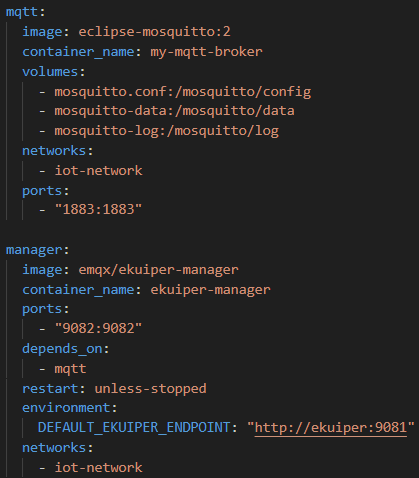 mqtt:
  image: eclipse-mosquitto:2
  container_name: my-mqtt-broker
  volumes:
    - mosquitto.conf:/mosquitto/config
    - mosquitto-data:/mosquitto/data
    - mosquitto-log:/mosquitto/log
  networks:
    - iot-network
  ports:
    - "1883:1883"

manager:
  image: emqx/ekuiper-manager
  container_name: ekuiper-manager
  ports:
    - "9082:9082"
  depends_on:
    - mqtt
  restart: unless-stopped
  environment:
    DEFAULT_EKUIPER_ENDPOINT: "http://ekuiper:9081"
  networks:
    - iot-network